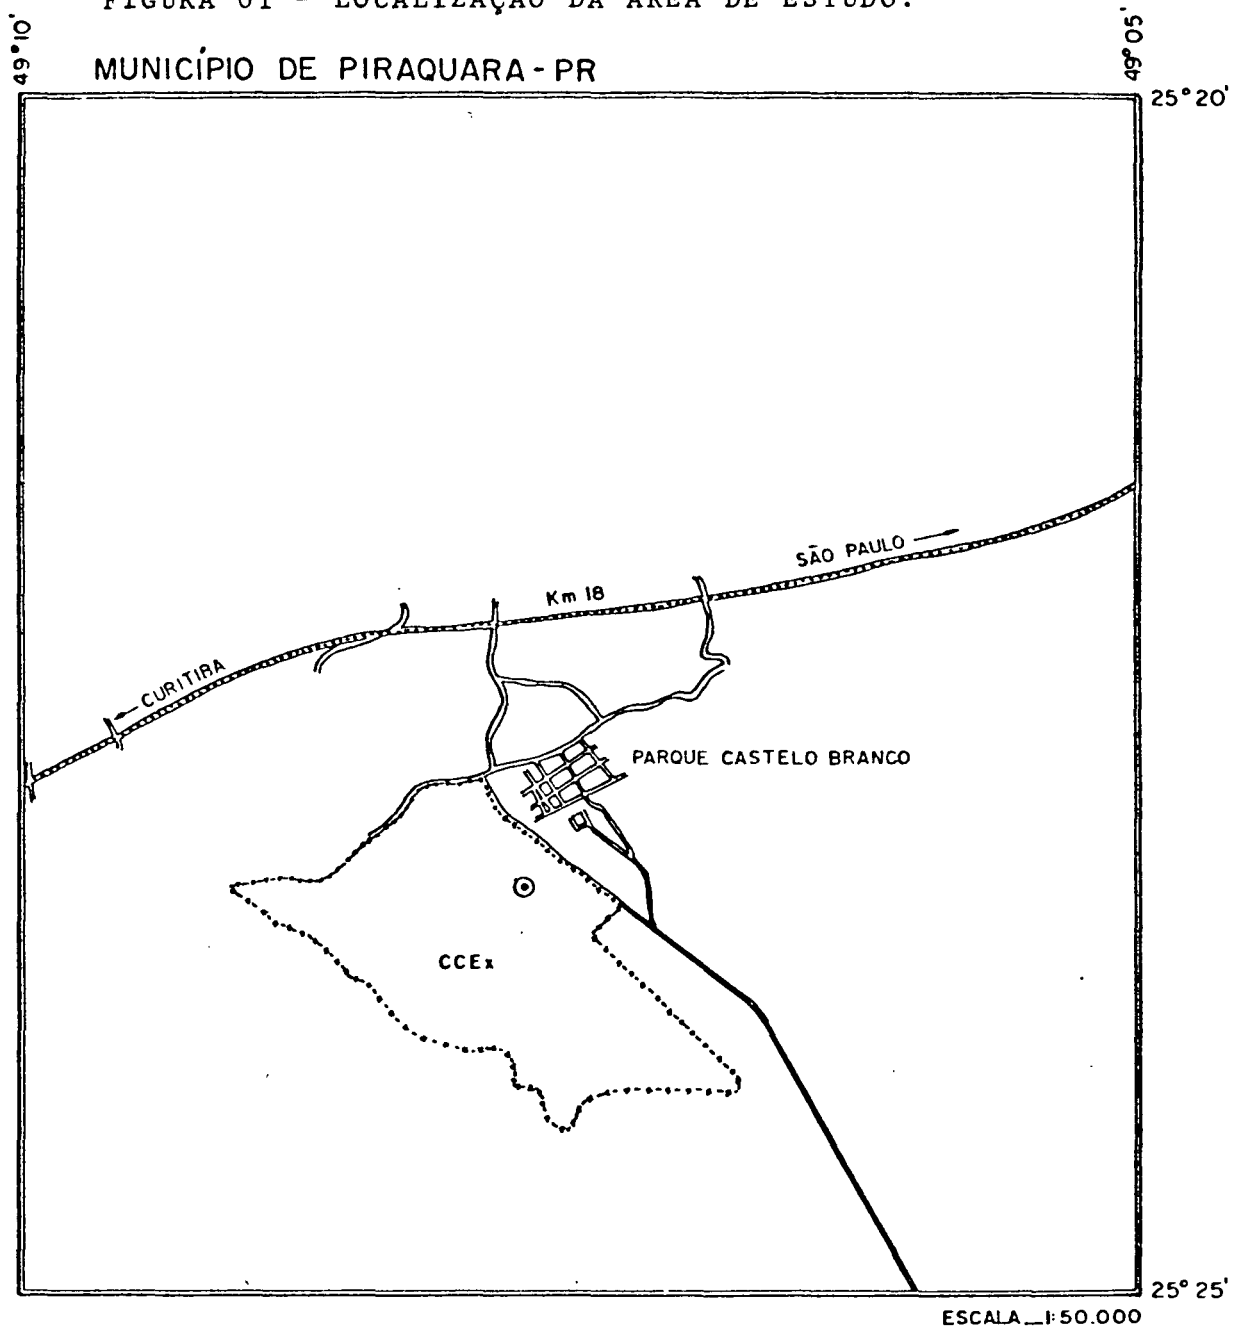 FIGURA 01 - LOCALIZAÇÃO DA ÁREA DE ESTUDO.
49°10'
49°05'
MUNICÍPIO DE PIRAQUARA - PR
25°20'
SÃO PAULO
Km 18
CURITIRA
PARQUE CASTELO BRANCO
CCEx
25°25'
ESCALA _ 1:50.000